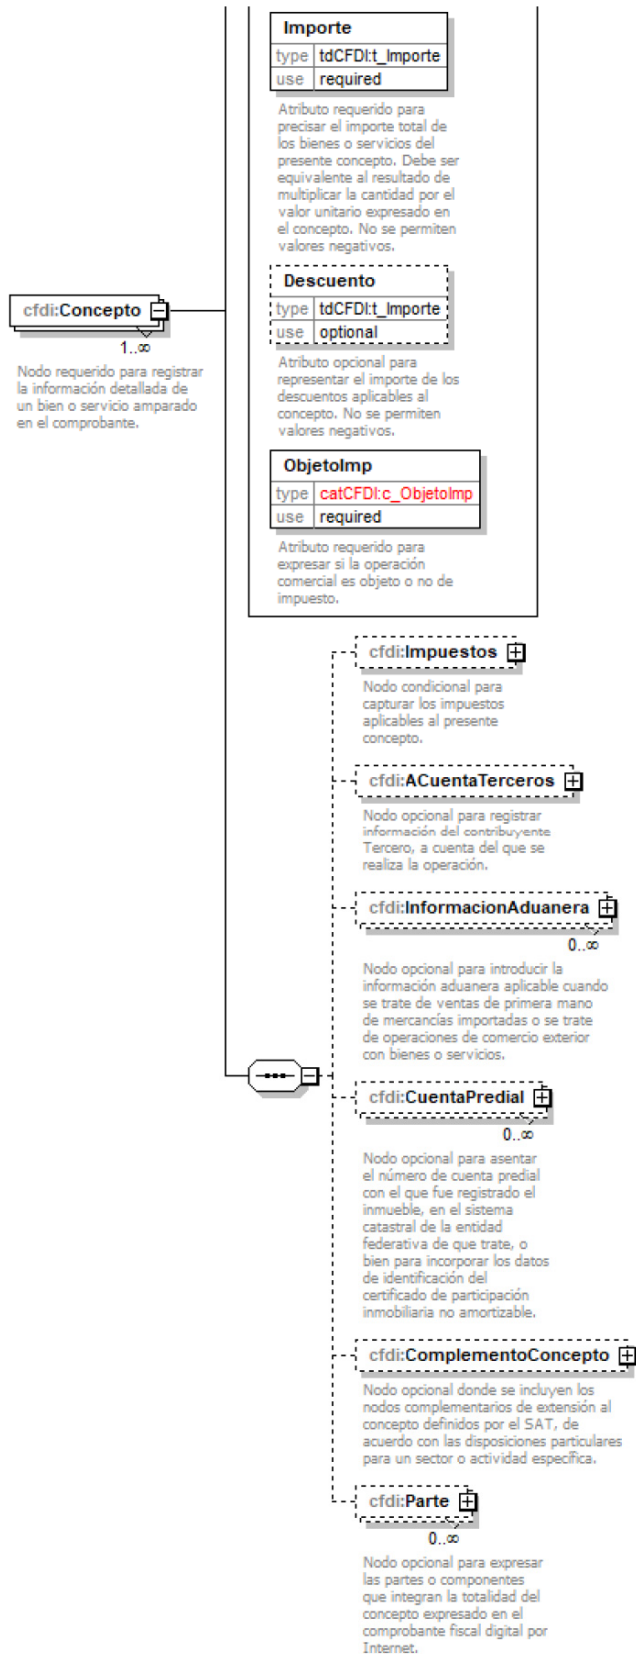 Importe
type tdCFDI:t_Importe
use required
Atributo requerido para
precisar el importe total de
los bienes o servicios del
presente concepto. Debe ser
equivalente al resultado de
multiplicar la cantidad por el
valor unitario expresado en
el concepto. No se permiten
valores negativos.
Descuento
type tdCFDI:t_Importe
use optional
Atributo opcional para
representar el importe de los
descuentos aplicables al
concepto. No se permiten
valores negativos.
ObjetoImp
type catCFDI:c_ObjetoImp
use required
Atributo requerido para
expresar si la operación
comercial es objeto o no de
impuesto.
cfdi:Concepto
1..∞
Nodo requerido para registrar
la información detallada de
un bien o servicio amparado
en el comprobante.
cfdi:Impuestos
Nodo condicional para
capturar los impuestos
aplicables al presente
concepto.
cfdi:ACuentaTerceros
Nodo opcional para registrar
información del contribuyente
Tercero, a cuenta del que se
realiza la operación.
cfdi:InformacionAduanera
0..∞
Nodo opcional para introducir la
información aduanera aplicable cuando
se trate de ventas de primera mano
de mercancías importadas o se trate
de operaciones de comercio exterior
con bienes o servicios.
cfdi:CuentaPredial
0..∞
Nodo opcional para asentar
el número de cuenta predial
con el que fue registrado el
inmueble, en el sistema
catastral de la entidad
federativa de que trate, o
bien para incorporar los datos
de identificación del
certificado de participación
inmobiliaria no amortizable.
cfdi:ComplementoConcepto
Nodo opcional donde se incluyen los
nodos complementarios de extensión al
concepto definidos por el SAT, de
acuerdo con las disposiciones particulares
para un sector o actividad específica.
cfdi:Parte
0..∞
Nodo opcional para expresar
las partes o componentes
que integran la totalidad del
concepto expresado en el
comprobante fiscal digital por
Internet.